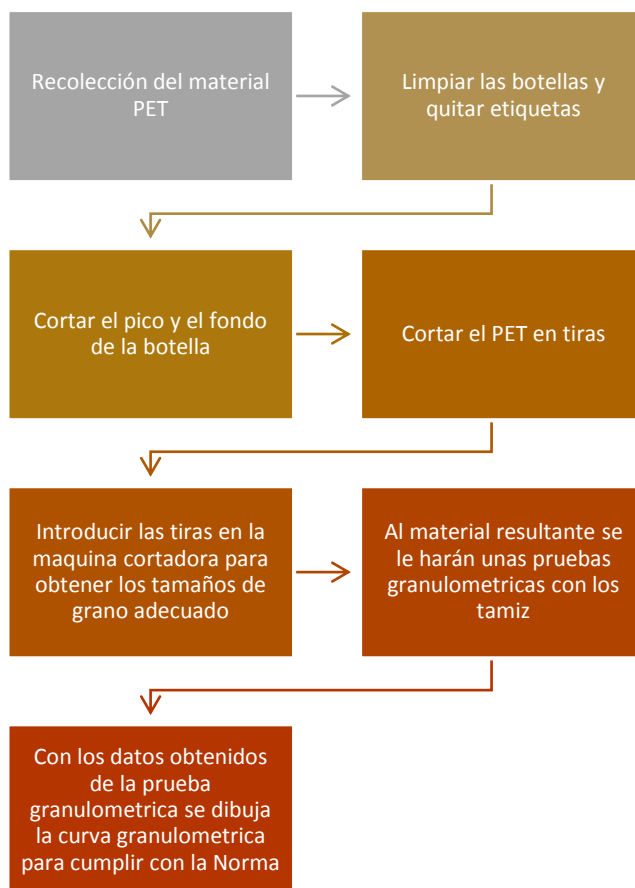 Recolección del material
PET
Limpiar las botellas y
quitar etiquetas
Cortar el pico y el fondo
de la botella
Cortar el PET en tiras
Introducir las tiras en la
maquina cortadora para
obtener los tamaños de
grano adecuado
Al material resultante se
le harán unas pruebas
granulometricas con los
tamiz
Con los datos obtenidos
de la prueba
granulometrica se dibuja
la curva granulometrica
para cumplir con la Norma